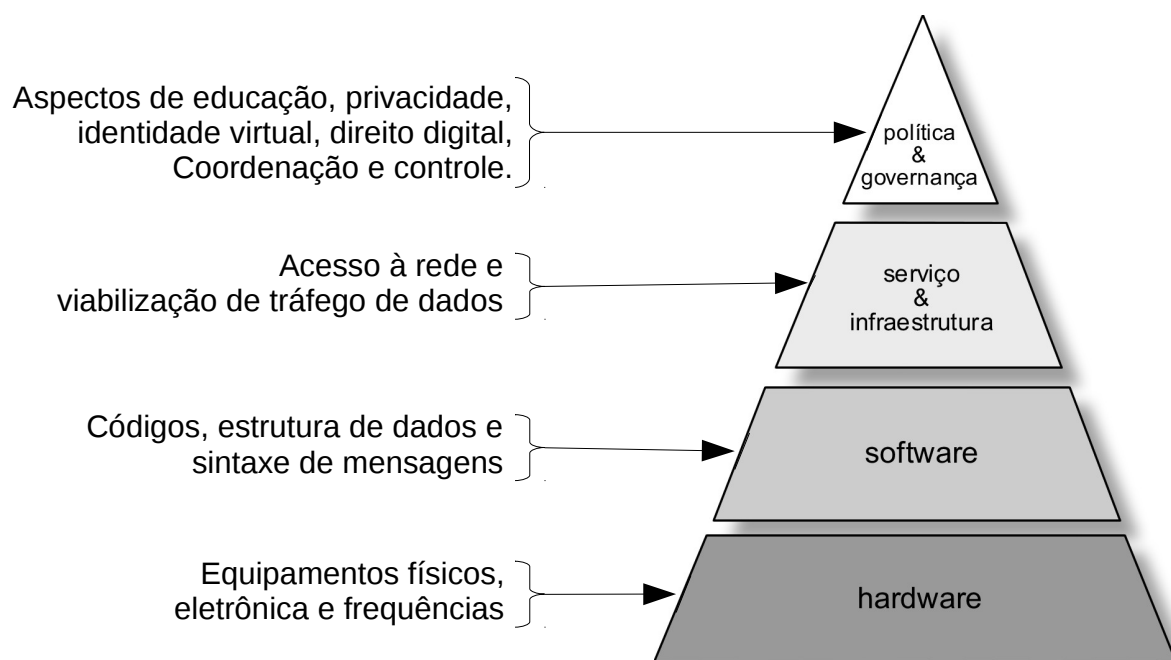 Aspectos de educação, privacidade,
identidade virtual, direito digital,
Coordenação e controle.
política
&
governança
Acesso à rede e
viabilização de tráfego de dados
serviço
&
infraestrutura
Códigos, estrutura de dados e
sintaxe de mensagens
software
Equipamentos físicos,
eletrônica e frequências
hardware